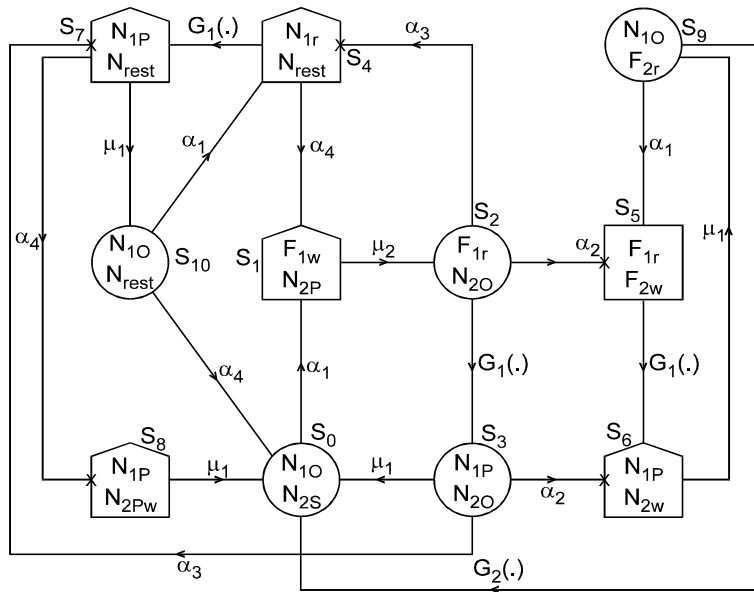 S7
N1P
Nrest
G1(.)
N1r
Nrest
S4
α3
N1O
F2r
S9
μ1
α1
α4
α1
α4
N1O
Nrest
S10
S1
F1w
N2P
μ2
S2
F1r
N2O
α2
S5
F1r
F2w
μ1
α4
α1
G1(.)
G1(.)
S8
N1P
N2Pw
μ1
S0
N1O
N2S
μ1
S3
N1P
N2O
α2
S6
N1P
N2w
α3
G2(.)